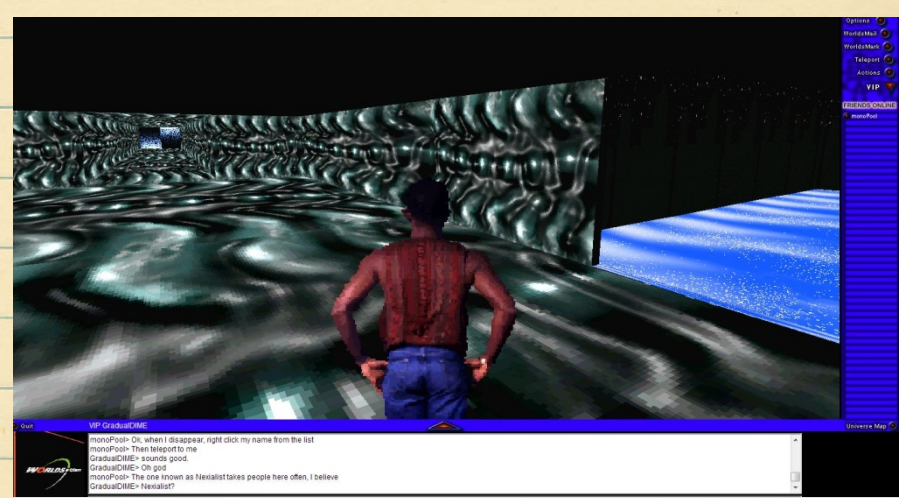 Options
WorldsMail
WorldsMark
Teleport
Actions
VIP
FRIENDS ONLINE
monoPool
Quit
VIP GradualDIME
Universe Map
monoPool> Ok, when I disappear, right click my name from the list
monoPool> Then teleport to me
GradualDIME> sounds good.
GradualDIME> Oh god
monoPool> The one known as Nexialist takes people here often, I believe
GradualDIME> Nexialist?